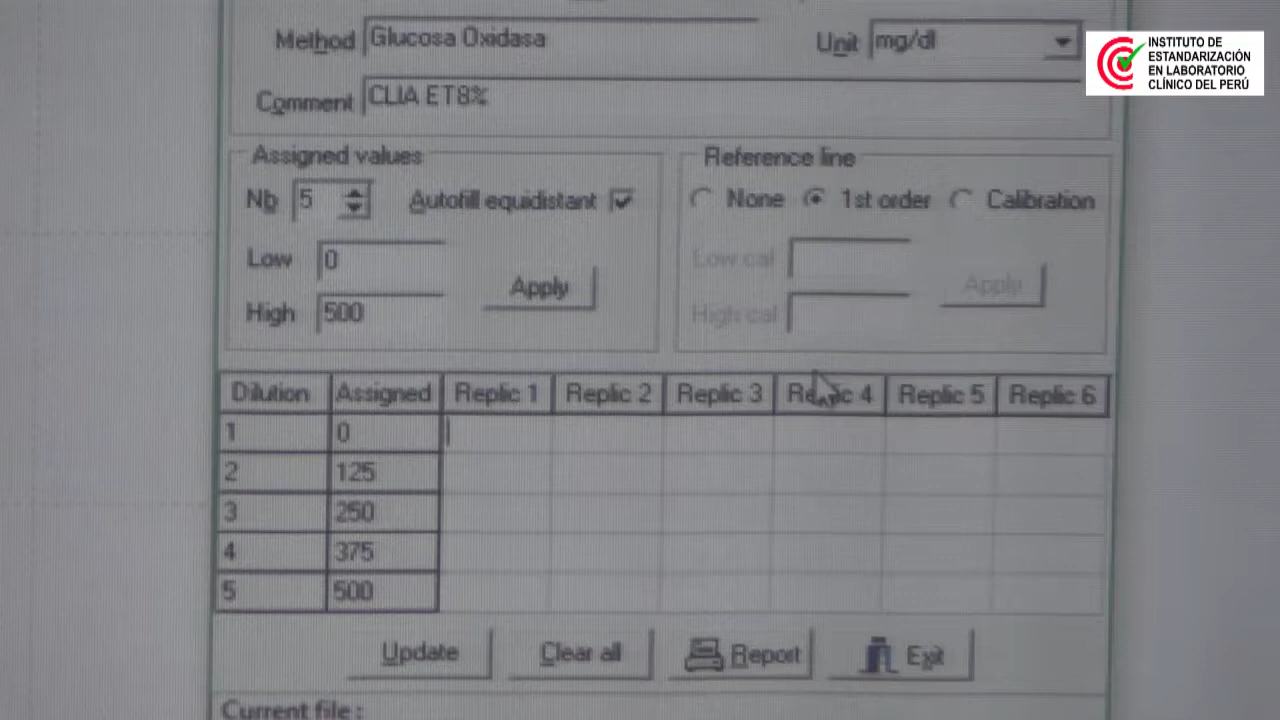 Method Glucosa Oxidasa Unit mg/dl
INSTITUTO DE
ESTANDARIZACIÓN
EN LABORATORIO
CLÍNICO DEL PERÚ
Comment CLIA ET8%
Assigned values
Nb 5 Autofill equidistant
Low 0
High 500
Apply
Reference line
None 1st order Calibration
Low cal
High cal
Apply
Dilution Assigned Replic 1 Replic 2 Replic 3 Replic 4 Replic 5 Replic 6
1 0
2 125
3 250
4 375
5 500
Update Clear all Report Exit
Current file :